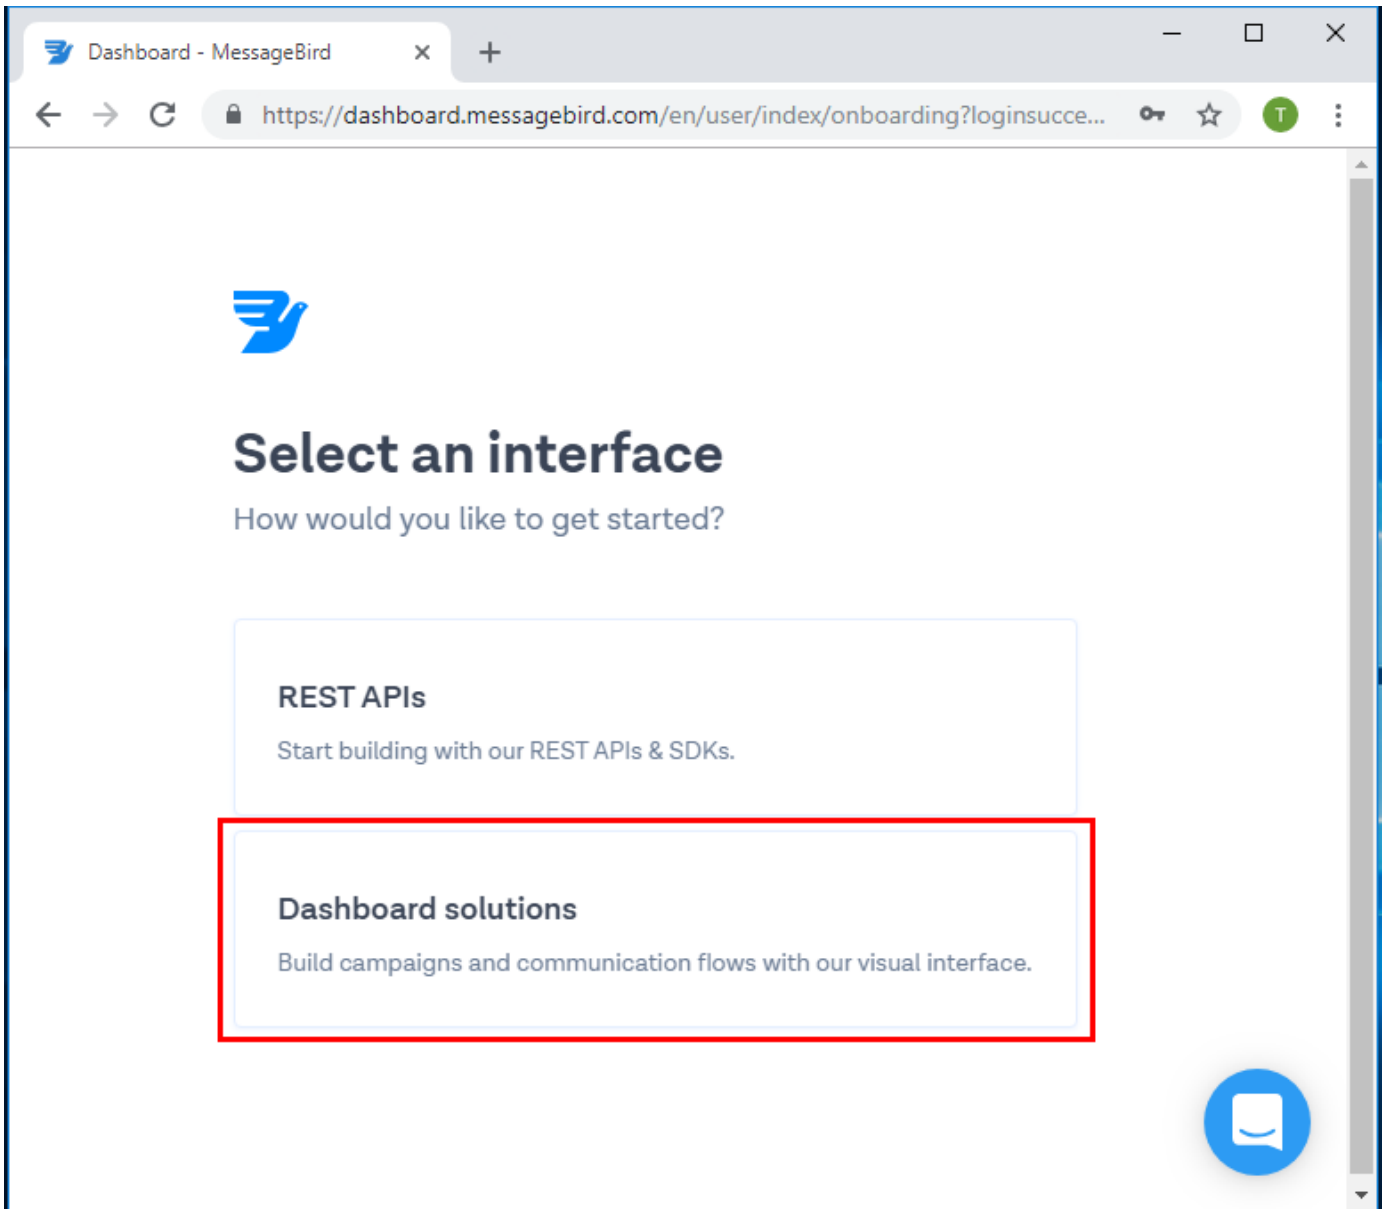 Dashboard - MessageBird
https://dashboard.messagebird.com/en/user/index/onboarding?loginsucce...
T
Select an interface
How would you like to get started?
REST APIs
Start building with our REST APIs & SDKs.
Dashboard solutions
Build campaigns and communication flows with our visual interface.